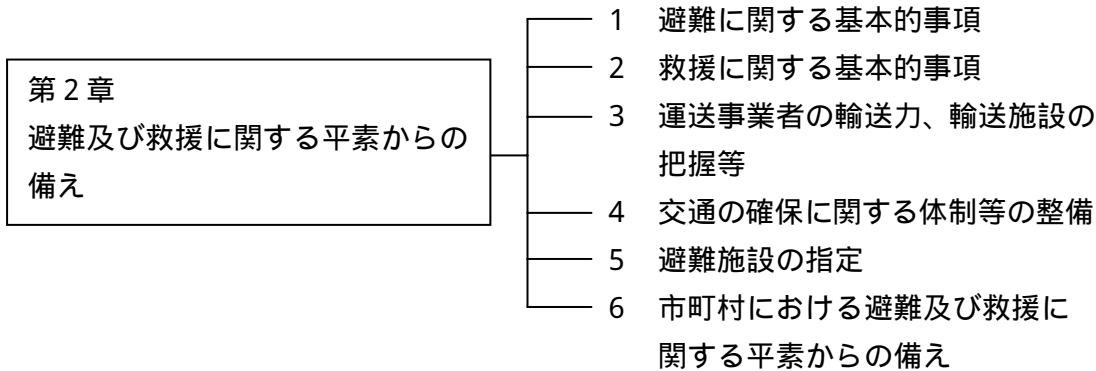 第２章
避難及び救援に関する平素からの
備え
1 避難に関する基本的事項
2 救援に関する基本的事項
3 運送事業者の輸送力、輸送施設の
把握等
4 交通の確保に関する体制等の整備
5 避難施設の指定
6 市町村における避難及び救援に
関する平素からの備え